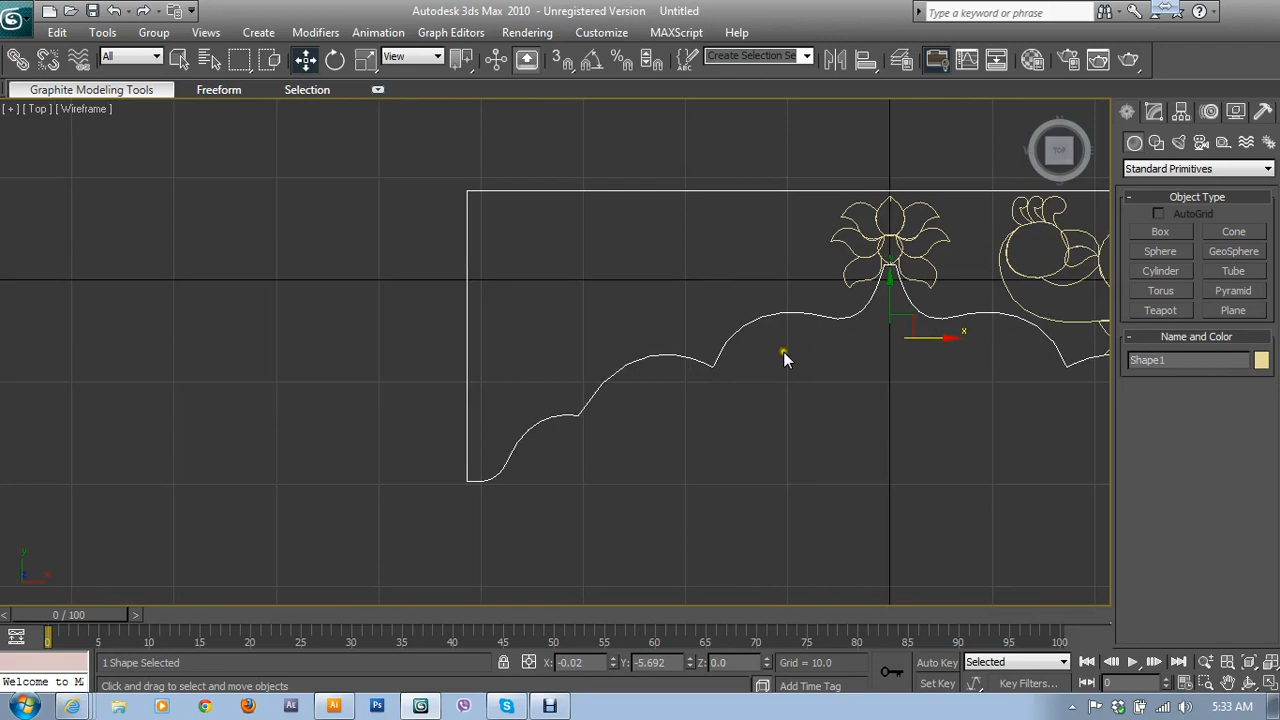 Autodesk 3ds Max 2010 - Unregistered Version Untitled
Type a keyword or phrase
Edit Tools Group Views Create Modifiers Animation Graph Editors Rendering Customize MAXScript Help
All View Create Selection Se
Graphite Modeling Tools Freeform Selection
[ + ] [ Top ] [ Wireframe ]
TOP
Standard Primitives
Object Type
AutoGrid
Box Cone
Sphere GeoSphere
Cylinder Tube
Torus Pyramid
Teapot Plane
Name and Color
Shape1
x
y
x
0 / 100
0 5 10 15 20 25 30 35 40 45 50 55 60 65 70 75 80 85 90 95 100
1 Shape Selected X: -0.02 Y: -5.692 Z: 0.0 Grid = 10.0 Auto Key Selected
Welcome to M Click and drag to select and move objects Add Time Tag Set Key Key Filters... 0
5:33 AM